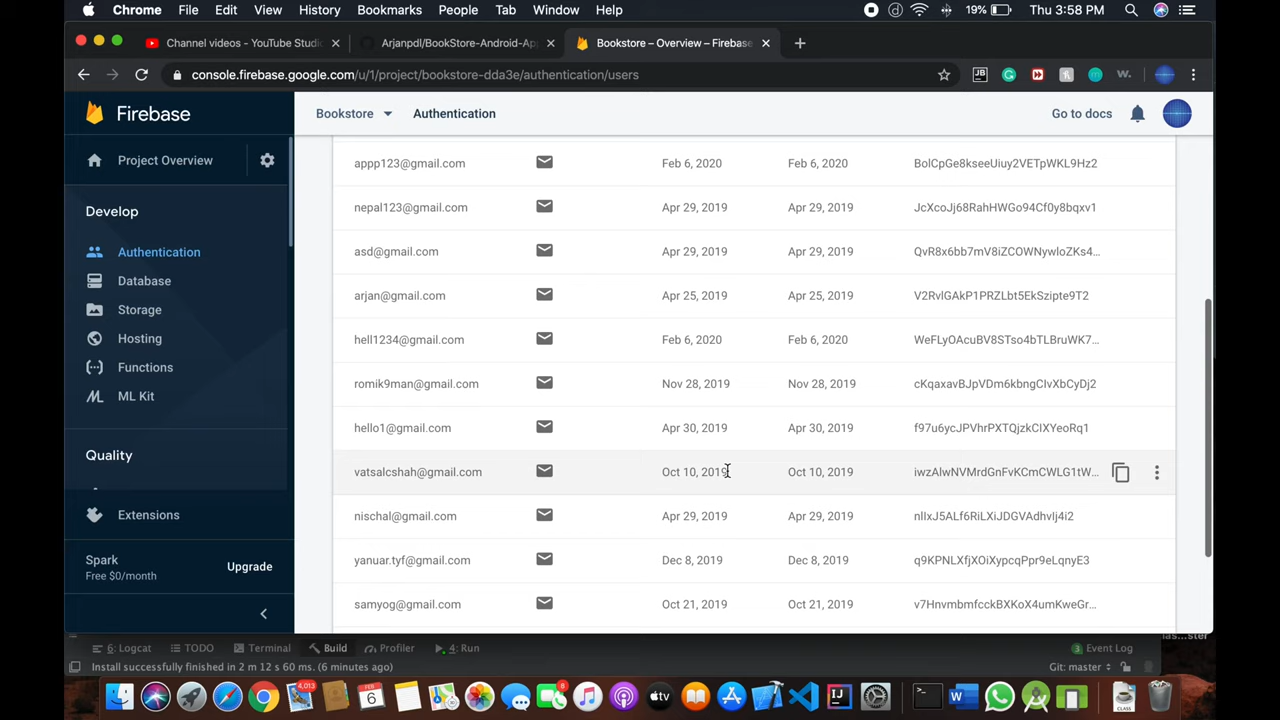 Chrome File Edit View History Bookmarks People Tab Window Help 19% Thu 3:58 PM
Channel videos - YouTube Studi
Arjanpdl/BookStore-Android-Ap
Bookstore – Overview – Firebase
console.firebase.google.com/u/1/project/bookstore-dda3e/authentication/users
Firebase
Bookstore Authentication Go to docs
Project Overview
Develop
Authentication
Database
Storage
Hosting
Functions
ML Kit
Quality
Extensions
Spark
Free $0/month
Upgrade
appp123@gmail.com Feb 6, 2020 Feb 6, 2020 BolCpGe8kseeUiuy2VETpWKL9Hz2
nepal123@gmail.com Apr 29, 2019 Apr 29, 2019 JcXcoJj68RahHWGo94Cf0y8bqxv1
asd@gmail.com Apr 29, 2019 Apr 29, 2019 QvR8x6bb7mV8iZCOWNywloZKs4...
arjan@gmail.com Apr 25, 2019 Apr 25, 2019 V2RvlGAkP1PRZLbt5EkSzipte9T2
hell1234@gmail.com Feb 6, 2020 Feb 6, 2020 WeFLyOAcuBV8STso4bTLBruWK7...
romik9man@gmail.com Nov 28, 2019 Nov 28, 2019 cKqaxavBJpVDm6kbngCIvXbCyDj2
hello1@gmail.com Apr 30, 2019 Apr 30, 2019 f97u6ycJPVhrPXTQjzkCIXYeoRq1
vatsalcshah@gmail.com Oct 10, 2019 Oct 10, 2019 iwzAlwNVMrdGnFvKCmCWLG1tW...
nischal@gmail.com Apr 29, 2019 Apr 29, 2019 nIIxJ5ALf6RiLXiJDGVAdhvIj4i2
yanuar.tyf@gmail.com Dec 8, 2019 Dec 8, 2019 q9KPNLXfjXOiXypcqPpr9eLqnyE3
samyog@gmail.com Oct 21, 2019 Oct 21, 2019 v7HnvmbmfcckBXKoX4umKweGr...
6: Logcat TODO Terminal Build Profiler 4: Run Event Log
Install successfully finished in 2 m 12 s 60 ms. (6 minutes ago) Git: master